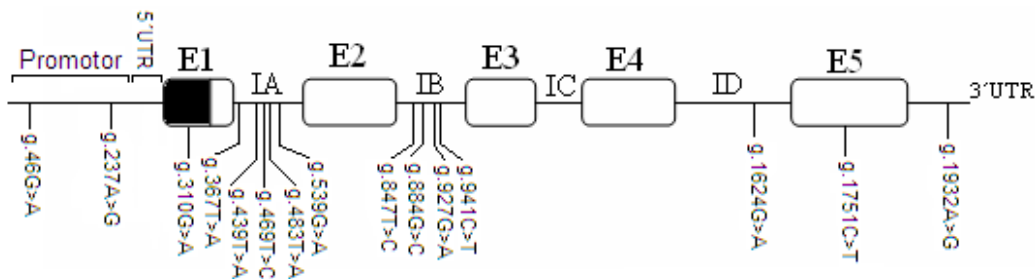 Promotor
5´UTR
E1
IA
E2
IB
E3
IC
E4
ID
E5
3´UTR
g.46G>A
g.237A>G
g.310G>A
g.367T>A
g.439T>A
g.469T>C
g.483T>A
g.539G>A
g.847T>C
g.884G>C
g.927G>A
g.941C>T
g.1624G>A
g.1751C>T
g.1932A>G